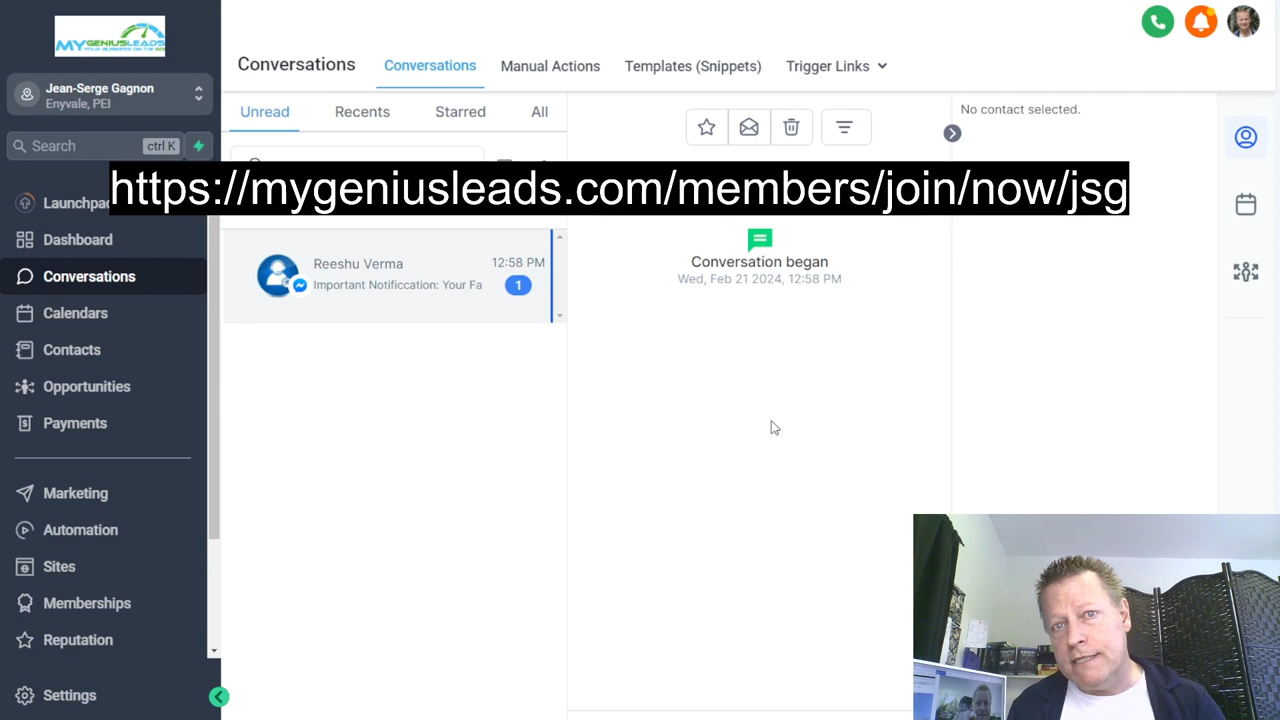 MYGENIUSLEADS
Jean-Serge Gagnon
Enyvale, PEI
Search
ctrl K
Launchpa
Dashboard
Conversations
Calendars
Contacts
Opportunities
Payments
Marketing
Automation
Sites
Memberships
Reputation
Settings
Conversations
Conversations
Manual Actions
Templates (Snippets)
Trigger Links
Unread
Recents
Starred
All
https://mygeniusleads.com/members/join/now/jsg
Reeshu Verma
12:58 PM
Important Notificcation: Your Fa
1
Conversation began
Wed, Feb 21 2024, 12:58 PM
No contact selected.